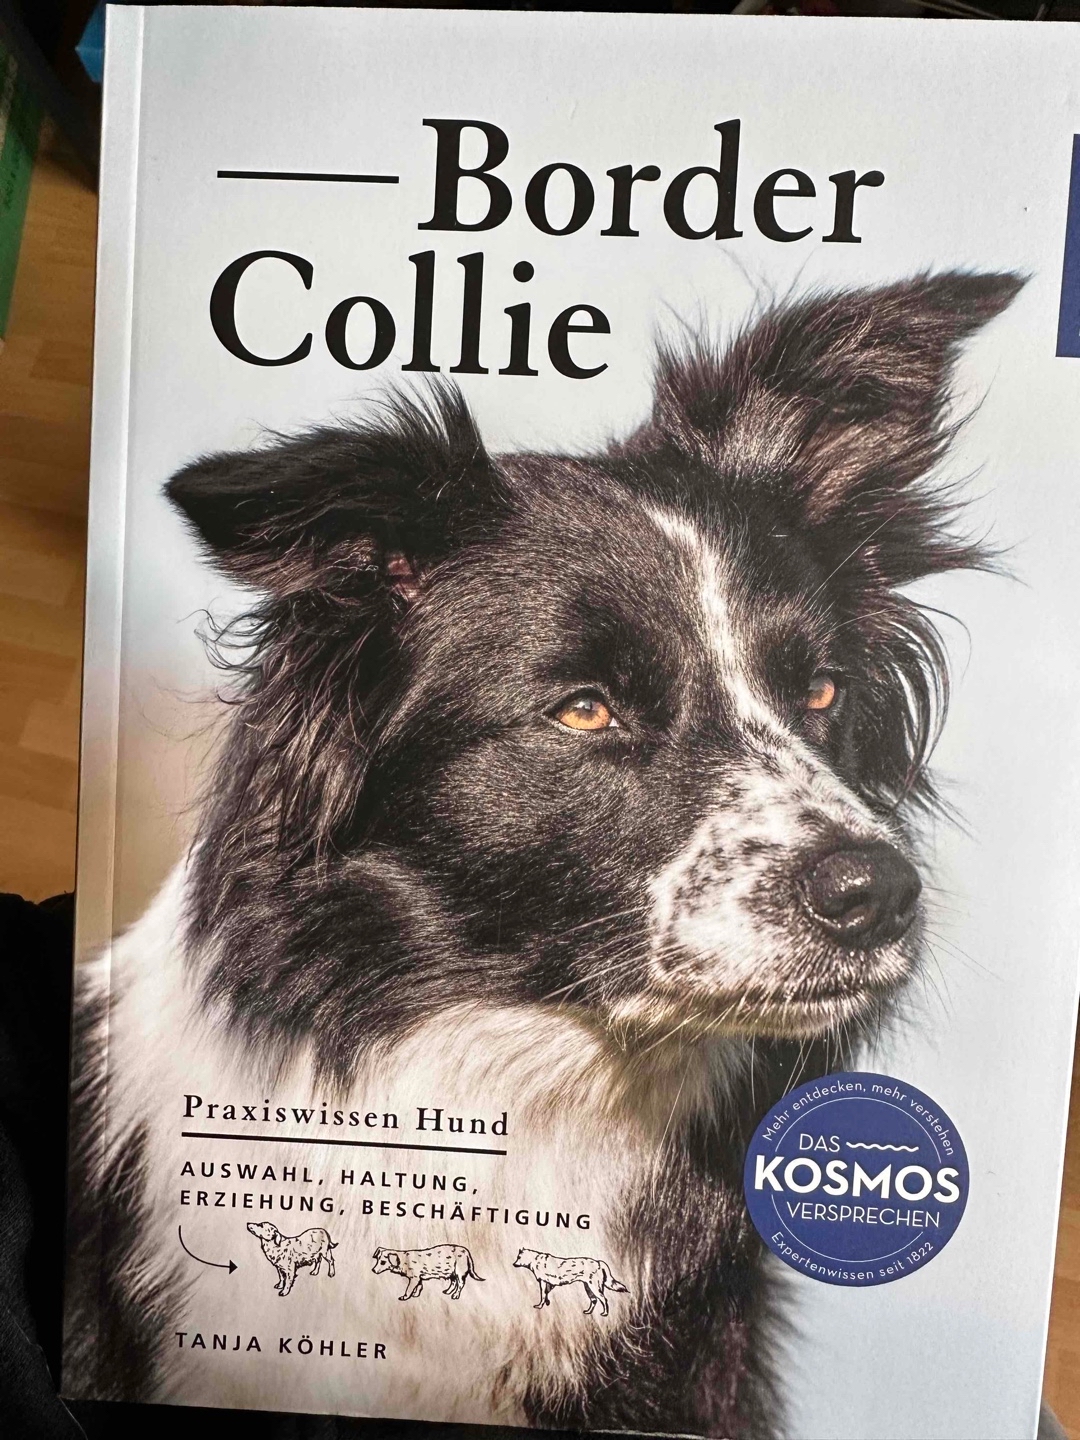 Border
Collie
Praxiswissen Hund
AUSWAHL, HALTUNG,
ERZIEHUNG, BESCHÄFTIGUNG
TANJA KÖHLER
Mehr entdecken, mehr verstehen
DAS
KOSMOS
VERSPRECHEN
Expertenwissen seit 1822